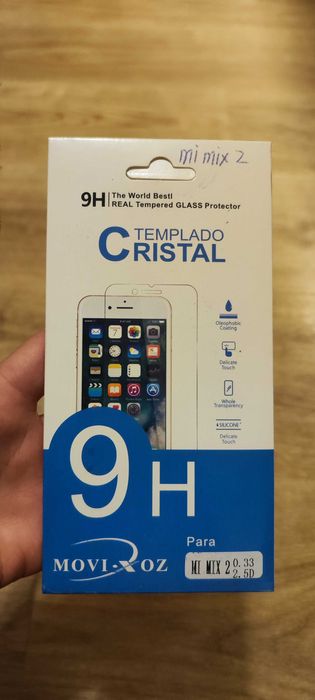 mi mix 2
9H The World Bestl
REAL Tempered GLASS Protector
TEMPLADO
CRISTAL
Oleophobic
Coating
Delicate
Touch
Whole
Transparency
SILICONE
Delicate
Touch
9H
Para
MOVI-XOZ
MI MIX 2 0.33
2.5D